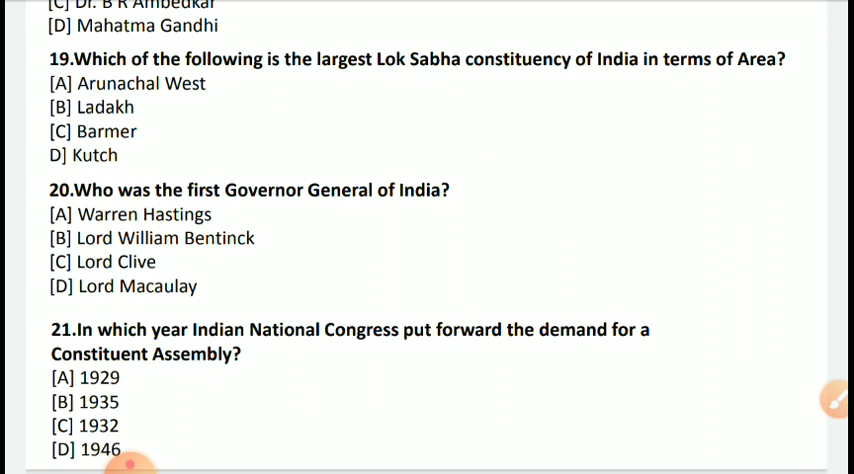 [C] Dr. B R Ambedkar
[D] Mahatma Gandhi
19.Which of the following is the largest Lok Sabha constituency of India in terms of Area?
[A] Arunachal West
[B] Ladakh
[C] Barmer
D] Kutch
20.Who was the first Governor General of India?
[A] Warren Hastings
[B] Lord William Bentinck
[C] Lord Clive
[D] Lord Macaulay
21.In which year Indian National Congress put forward the demand for a
Constituent Assembly?
[A] 1929
[B] 1935
[C] 1932
[D] 1946